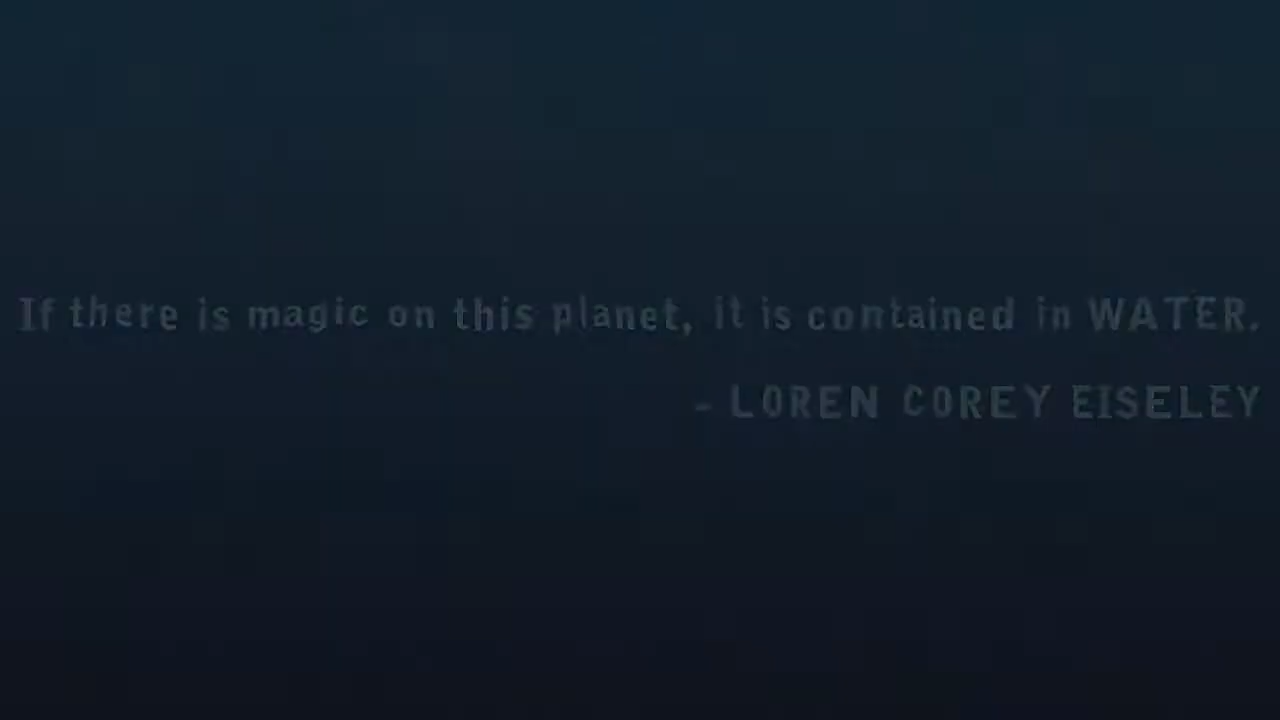 If there is magic on this planet, it is contained in WATER.
- LOREN COREY EISELEY